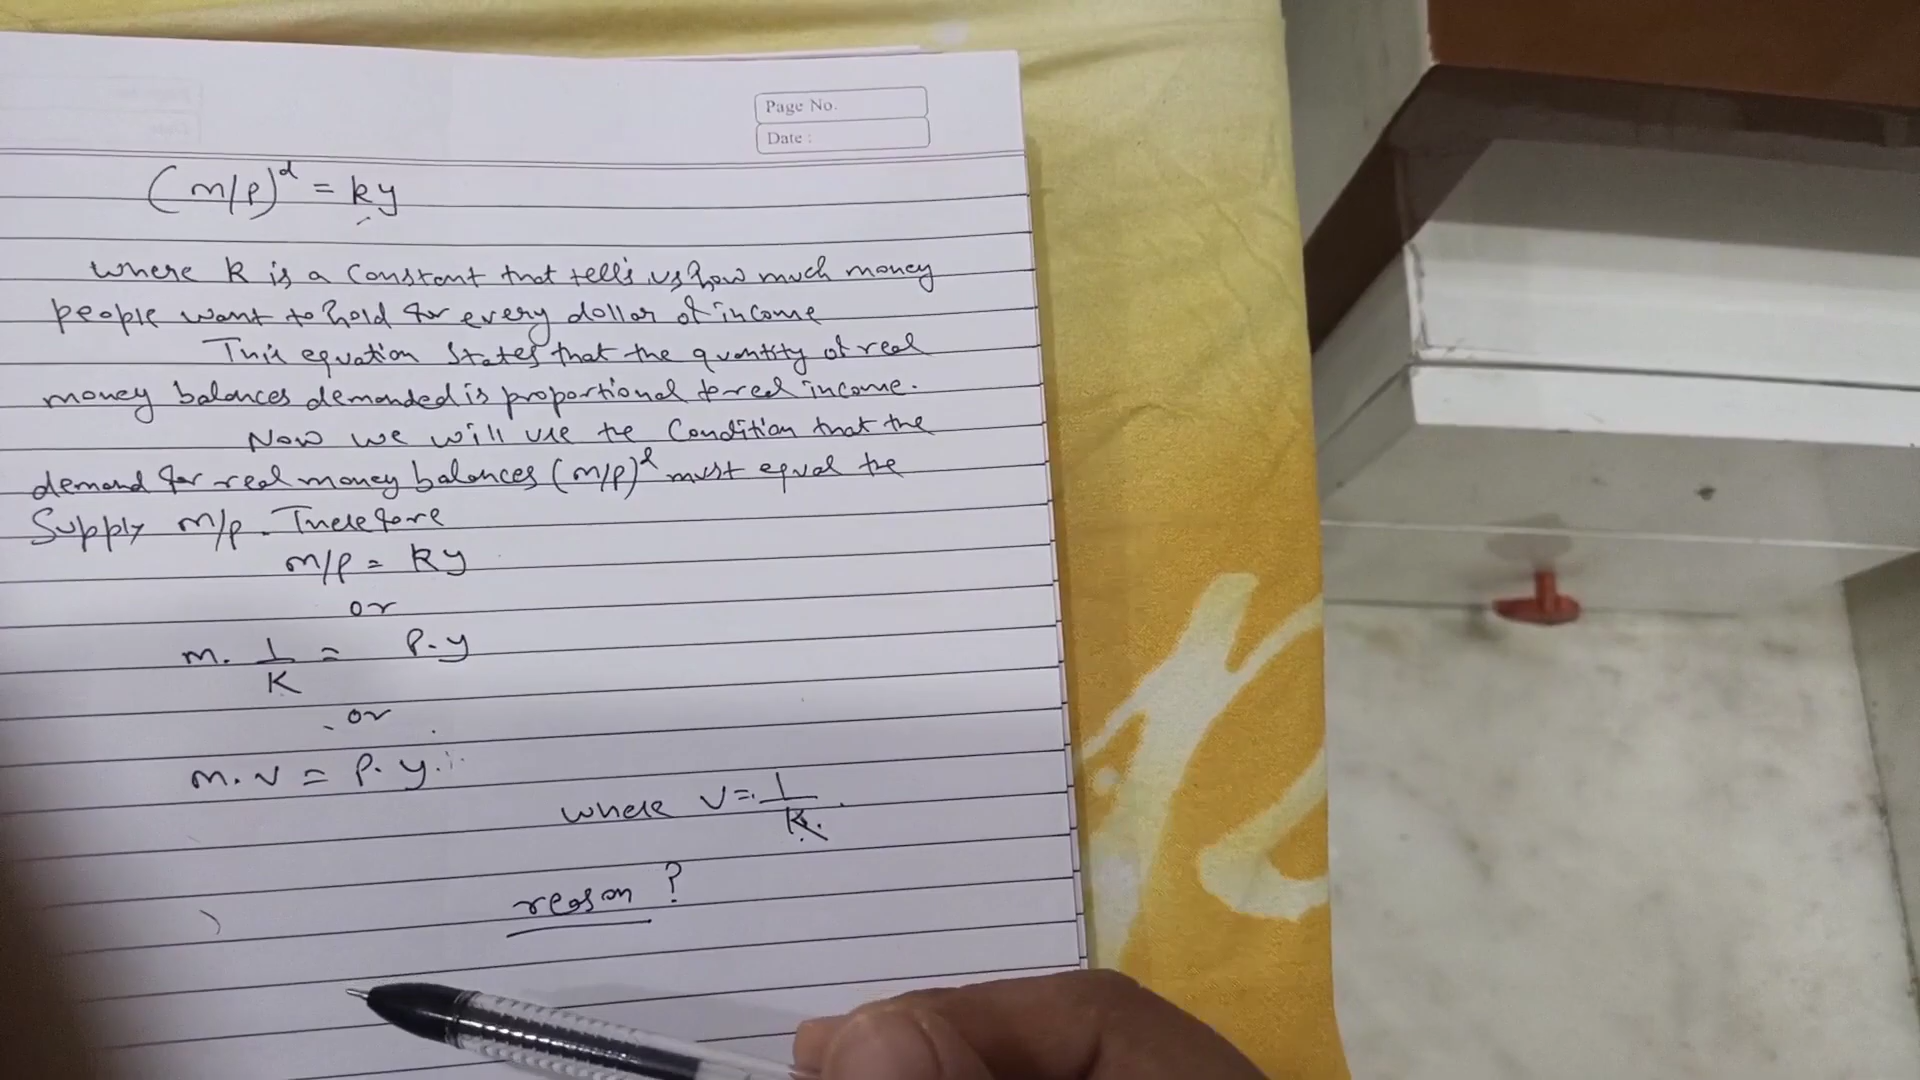 Page No.
Date :
(m/p)^d = ky
where k is a constant that tells us how much money
people want to hold for every dollar of income
This equation states that the quantity of real
money balances demanded is proportional to real income.
Now we will use the condition that the
demand for real money balances (m/p)^d must equal the
Supply m/p. Therefore
m/p = ky
or
m. 1/K = P.y
or
m.v = P.y.
where v = 1/k.
reason ?